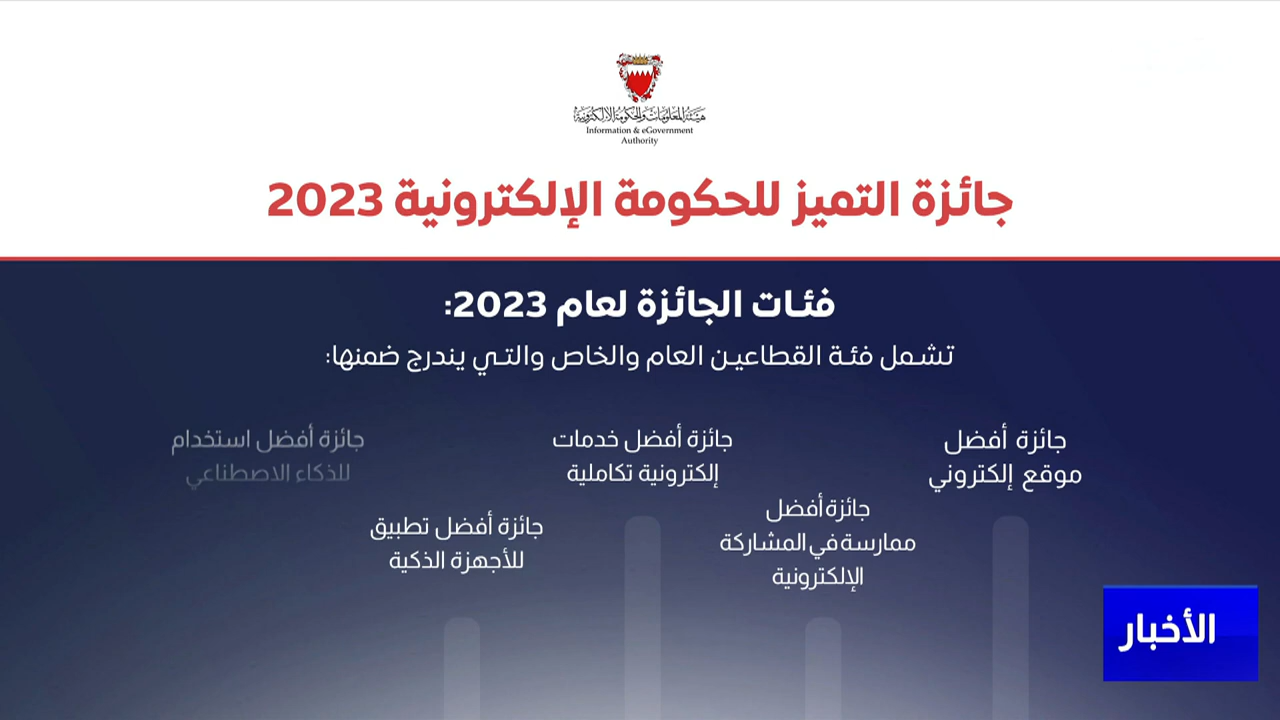 هيئة المعلومات والحكومة الإلكترونية
Information & eGovernment
Authority
جائزة التميز للحكومة الإلكترونية 2023
فئات الجائزة لعام 2023:
تشمل فئة القطاعين العام والخاص والتي يندرج ضمنها:
جائزة أفضل
موقع إلكتروني
جائزة أفضل
ممارسة في المشاركة
الإلكترونية
جائزة أفضل خدمات
إلكترونية تكاملية
جائزة أفضل تطبيق
للأجهزة الذكية
جائزة أفضل استخدام
للذكاء الاصطناعي
الأخبار